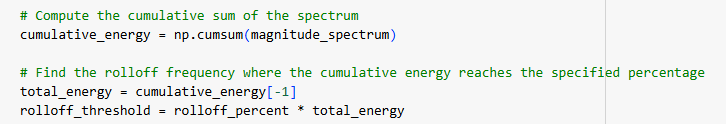 # Compute the cumulative sum of the spectrum
cumulative_energy = np.cumsum(magnitude_spectrum)
# Find the rolloff frequency where the cumulative energy reaches the specified percentage
total_energy = cumulative_energy[-1]
rolloff_threshold = rolloff_percent * total_energy